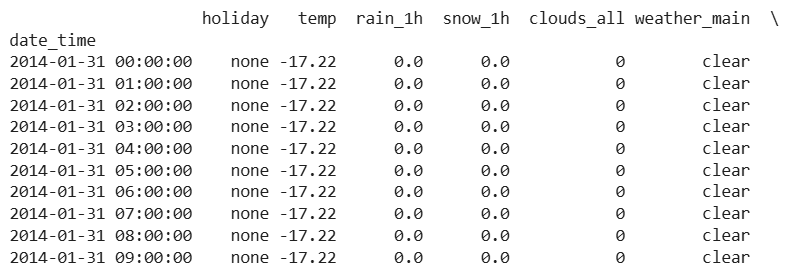 holiday temp rain_1h snow_1h clouds_all weather_main \
date_time
2014-01-31 00:00:00 none -17.22 0.0 0.0 0 clear
2014-01-31 01:00:00 none -17.22 0.0 0.0 0 clear
2014-01-31 02:00:00 none -17.22 0.0 0.0 0 clear
2014-01-31 03:00:00 none -17.22 0.0 0.0 0 clear
2014-01-31 04:00:00 none -17.22 0.0 0.0 0 clear
2014-01-31 05:00:00 none -17.22 0.0 0.0 0 clear
2014-01-31 06:00:00 none -17.22 0.0 0.0 0 clear
2014-01-31 07:00:00 none -17.22 0.0 0.0 0 clear
2014-01-31 08:00:00 none -17.22 0.0 0.0 0 clear
2014-01-31 09:00:00 none -17.22 0.0 0.0 0 clear